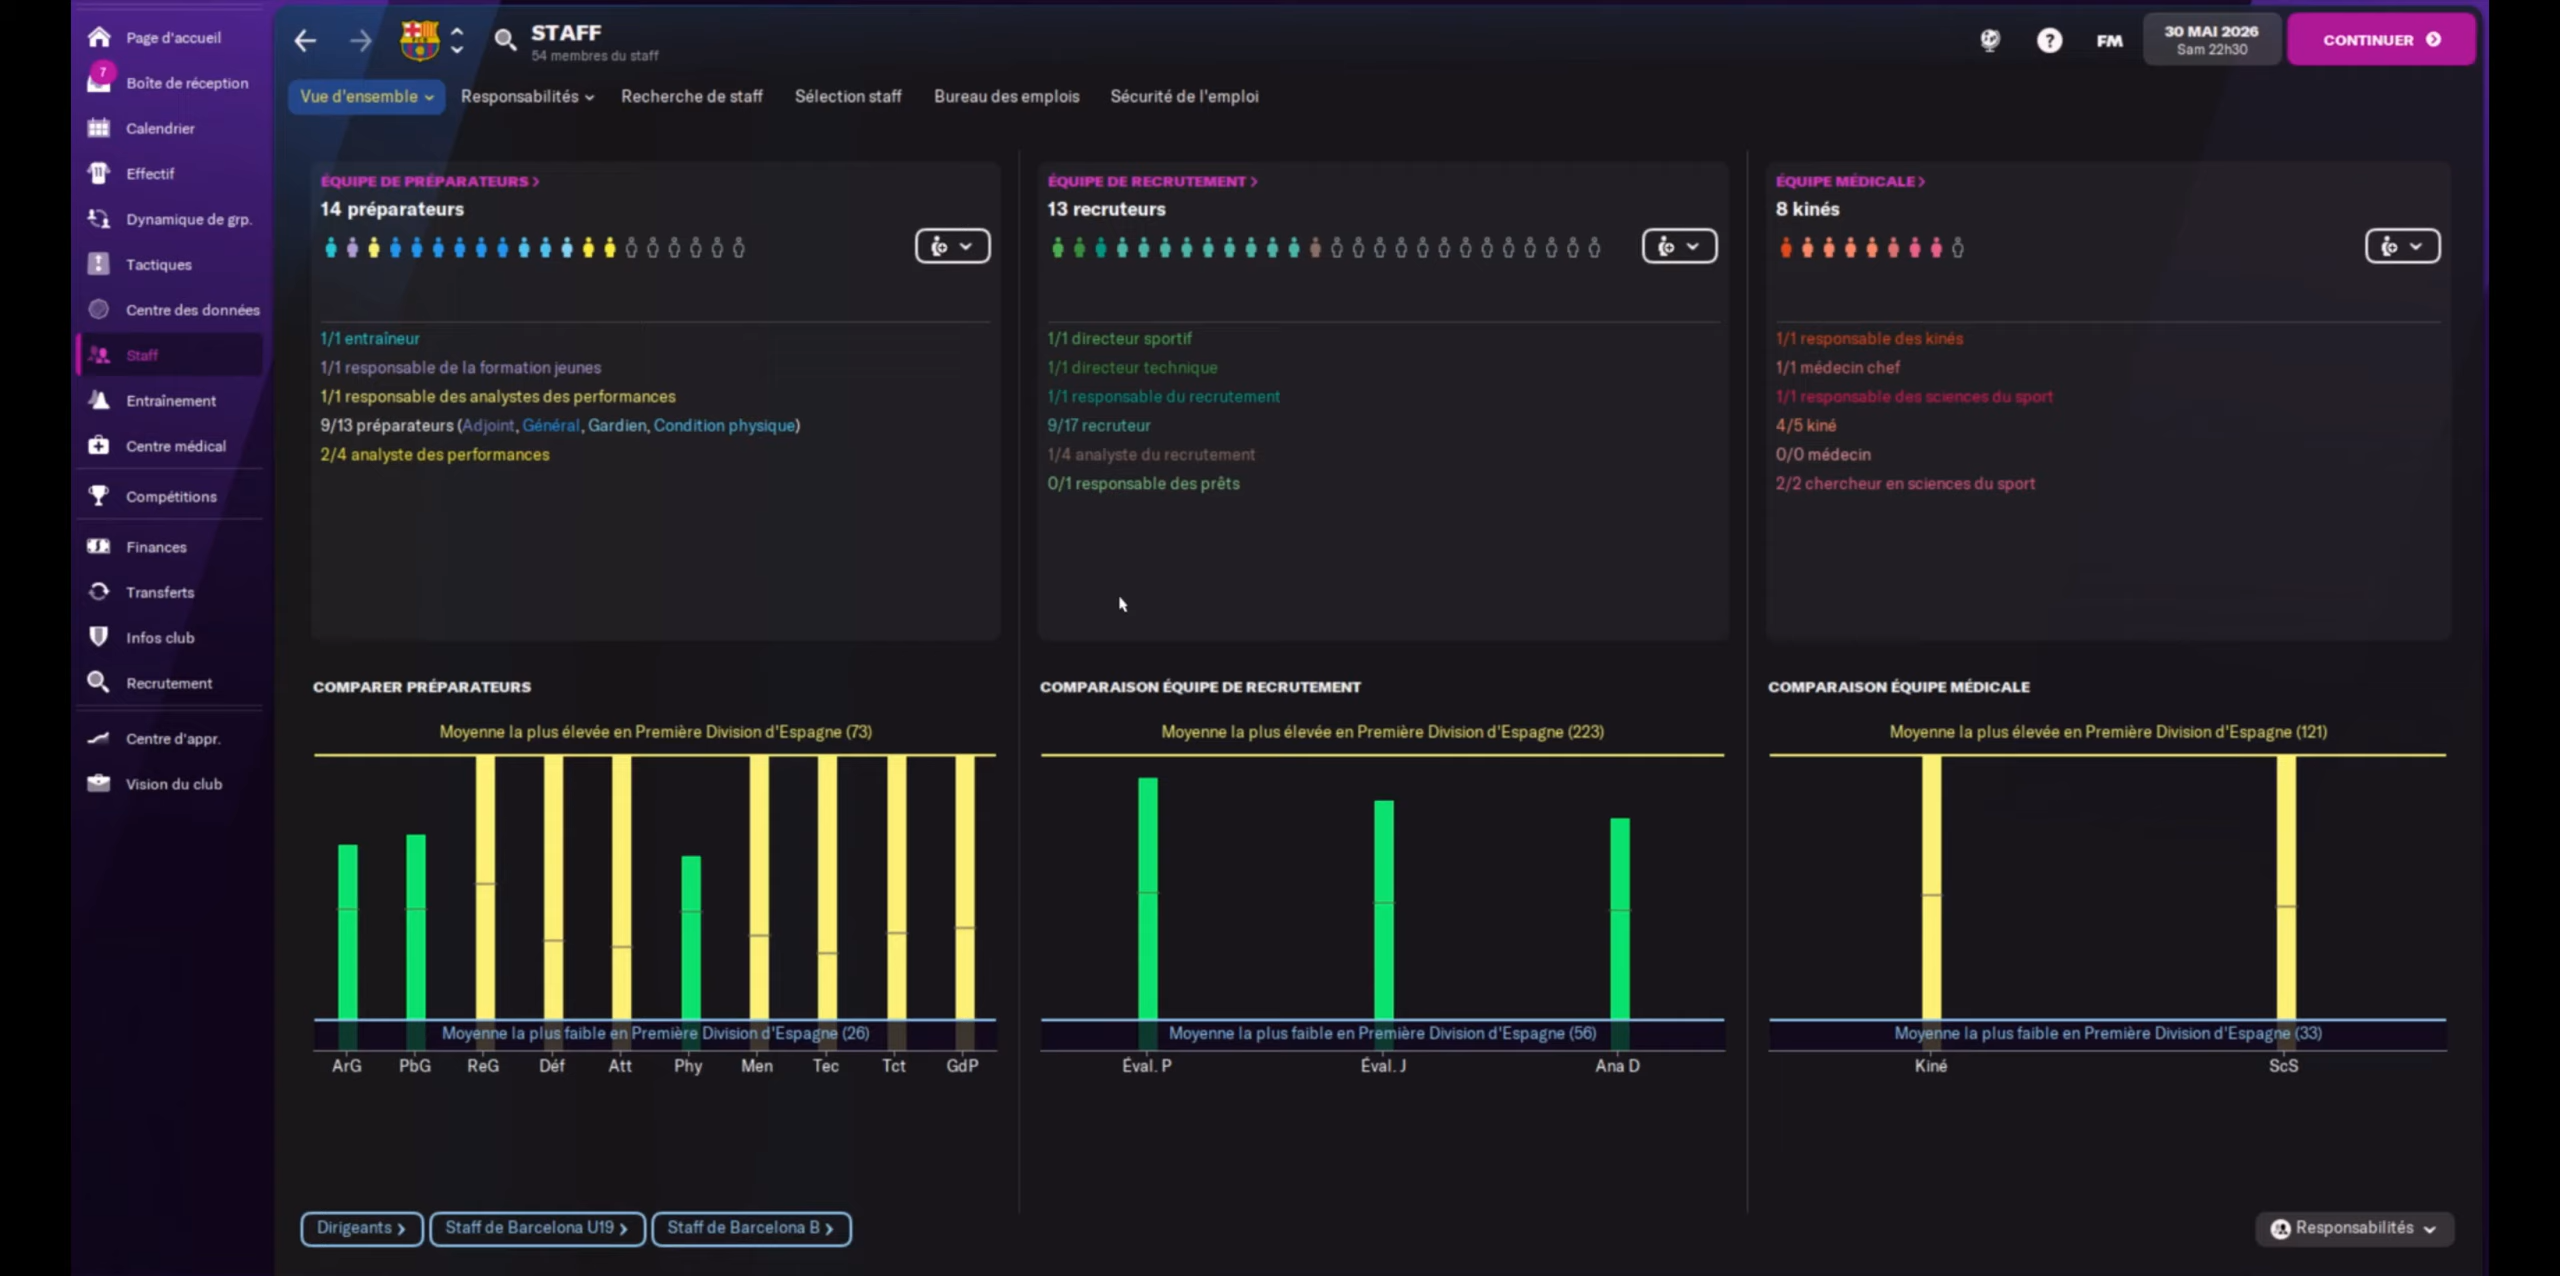 Page d'accueil
7
Boîte de réception
Calendrier
Effectif
Dynamique de grp.
Tactiques
Centre des données
Staff
Entraînement
Centre médical
Compétitions
Finances
Transferts
Infos club
Recrutement
Centre d'appr.
Vision du club
STAFF
54 membres du staff
?
FM
30 MAI 2026
Sam 22h30
CONTINUER
Vue d'ensemble
Responsabilités
Recherche de staff
Sélection staff
Bureau des emplois
Sécurité de l'emploi
ÉQUIPE DE PRÉPARATEURS >
14 préparateurs
1/1 entraîneur
1/1 responsable de la formation jeunes
1/1 responsable des analystes des performances
9/13 préparateurs (Adjoint, Général, Gardien, Condition physique)
2/4 analyste des performances
ÉQUIPE DE RECRUTEMENT >
13 recruteurs
1/1 directeur sportif
1/1 directeur technique
1/1 responsable du recrutement
9/17 recruteur
1/4 analyste du recrutement
0/1 responsable des prêts
ÉQUIPE MÉDICALE >
8 kinés
1/1 responsable des kinés
1/1 médecin chef
1/1 responsable des sciences du sport
4/5 kiné
0/0 médecin
2/2 chercheur en sciences du sport
COMPARER PRÉPARATEURS
Moyenne la plus élevée en Première Division d'Espagne (73)
Moyenne la plus faible en Première Division d'Espagne (26)
ArG PbG ReG Déf Att Phy Men Tec Tct GdP
COMPARAISON ÉQUIPE DE RECRUTEMENT
Moyenne la plus élevée en Première Division d'Espagne (223)
Moyenne la plus faible en Première Division d'Espagne (56)
Éval. P Éval. J Ana D
COMPARAISON ÉQUIPE MÉDICALE
Moyenne la plus élevée en Première Division d'Espagne (121)
Moyenne la plus faible en Première Division d'Espagne (33)
Kiné ScS
Dirigeants >
Staff de Barcelona U19 >
Staff de Barcelona B >
Responsabilités